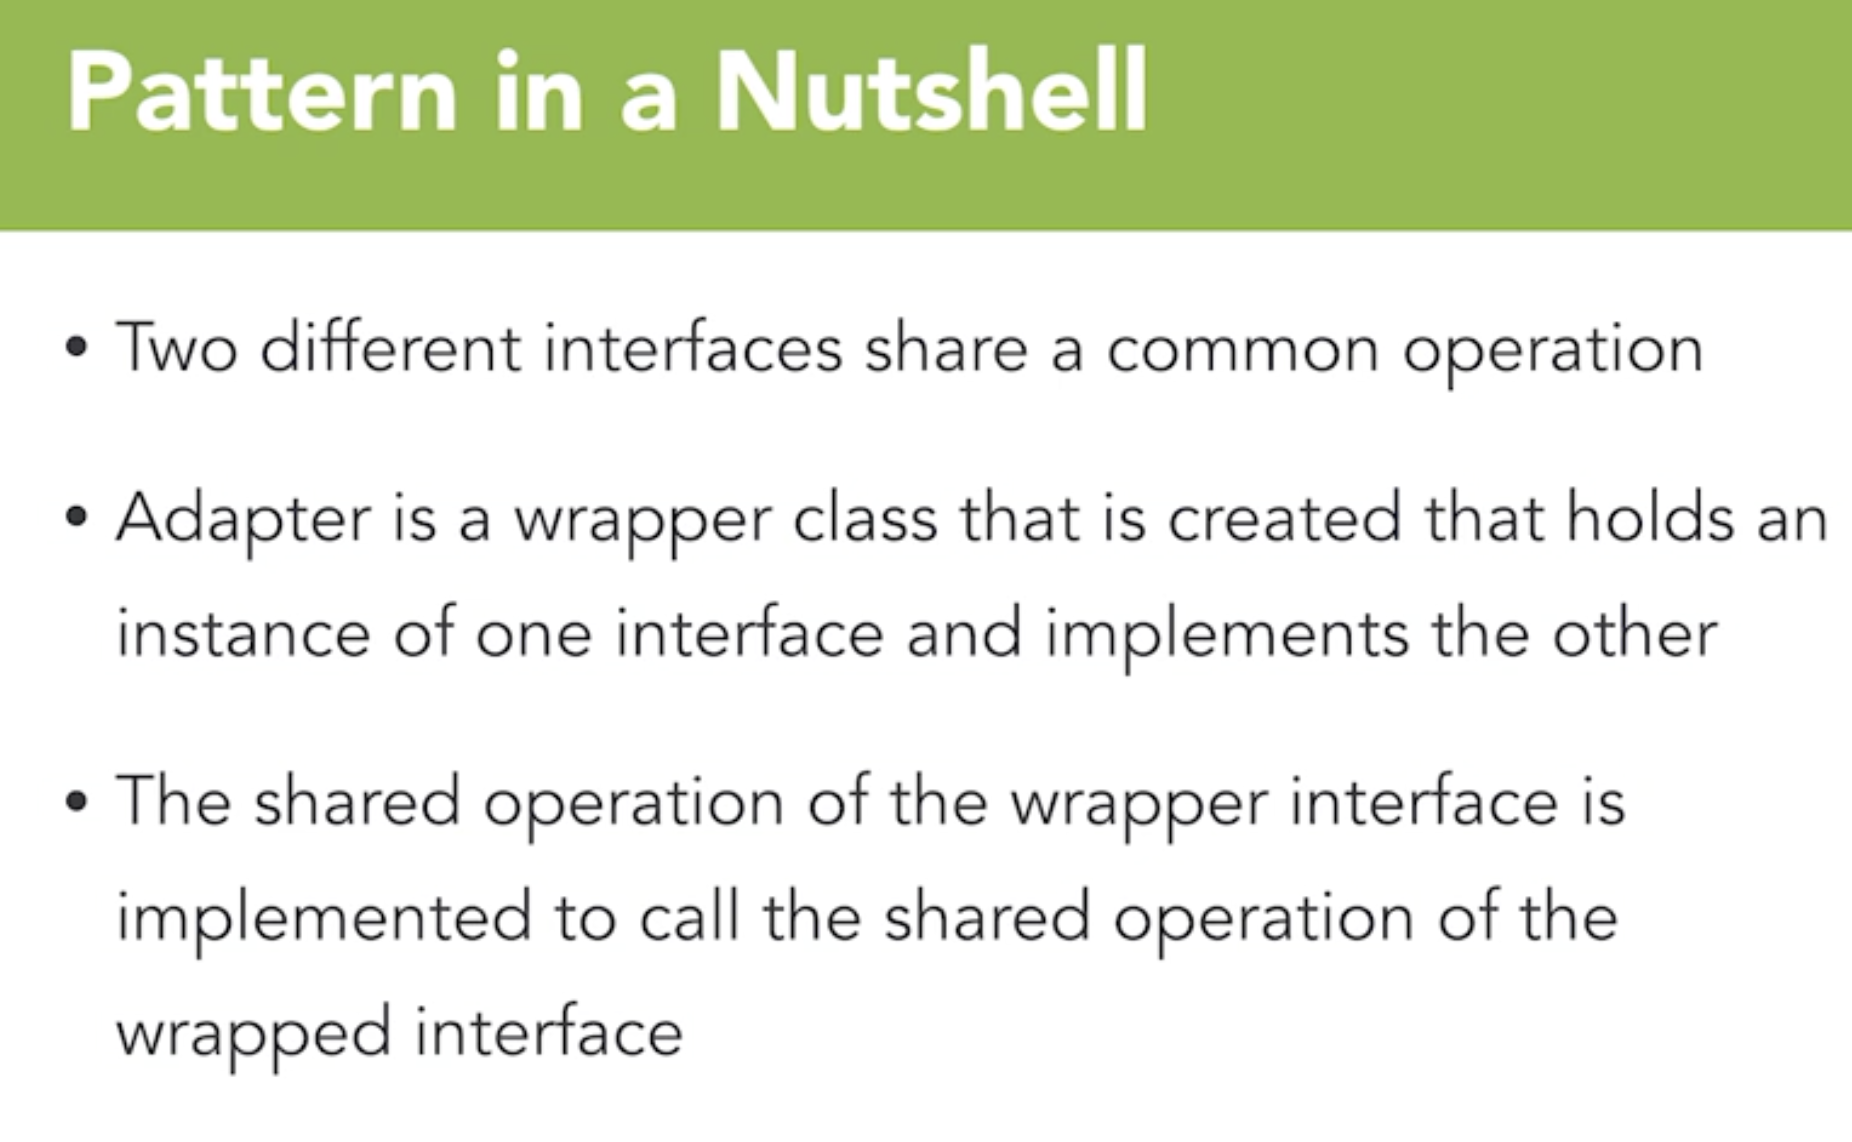 Pattern in a Nutshell
• Two different interfaces share a common operation
• Adapter is a wrapper class that is created that holds an
instance of one interface and implements the other
• The shared operation of the wrapper interface is
implemented to call the shared operation of the
wrapped interface